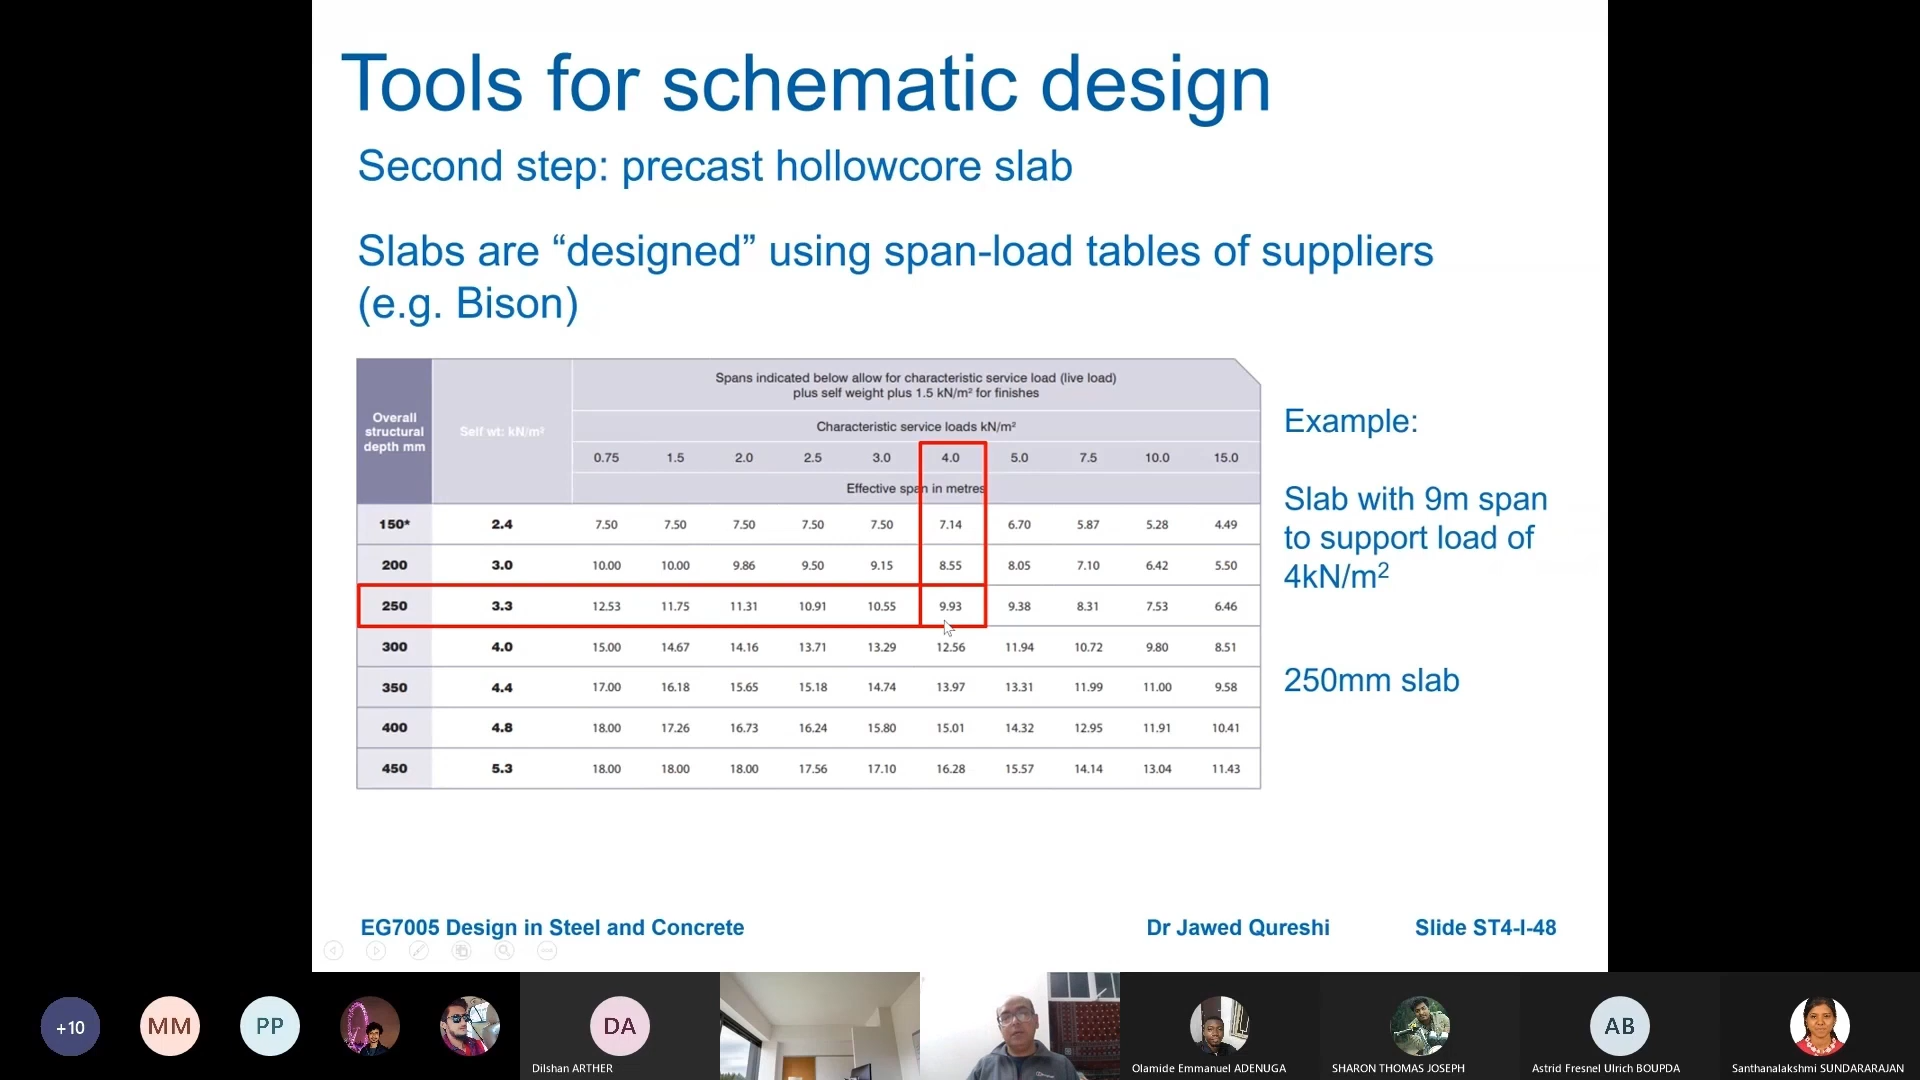 Tools for schematic design
Second step: precast hollowcore slab
Slabs are “designed” using span-load tables of suppliers
(e.g. Bison)
Overall
structural
depth mm
Self wt: kN/m²
Spans indicated below allow for characteristic service load (live load)
plus self weight plus 1.5 kN/m² for finishes
Characteristic service loads kN/m²
0.75 1.5 2.0 2.5 3.0 4.0 5.0 7.5 10.0 15.0
Effective span in metres
150* 2.4 7.50 7.50 7.50 7.50 7.50 7.14 6.70 5.87 5.28 4.49
200 3.0 10.00 10.00 9.86 9.50 9.15 8.55 8.05 7.10 6.42 5.50
250 3.3 12.53 11.75 11.31 10.91 10.55 9.93 9.38 8.31 7.53 6.46
300 4.0 15.00 14.67 14.16 13.71 13.29 12.56 11.94 10.72 9.80 8.51
350 4.4 17.00 16.18 15.65 15.18 14.74 13.97 13.31 11.99 11.00 9.58
400 4.8 18.00 17.26 16.73 16.24 15.80 15.01 14.32 12.95 11.91 10.41
450 5.3 18.00 18.00 18.00 17.56 17.10 16.28 15.57 14.14 13.04 11.43
Example:
Slab with 9m span
to support load of
4kN/m²
250mm slab
EG7005 Design in Steel and Concrete
Dr Jawed Qureshi
Slide ST4-I-48
+10
MM
PP
DA
Dilshan ARTHER
Olamide Emmanuel ADENUGA
SHARON THOMAS JOSEPH
AB
Astrid Fresnel Ulrich BOUPDA
Santhanalakshmi SUNDARARAJAN